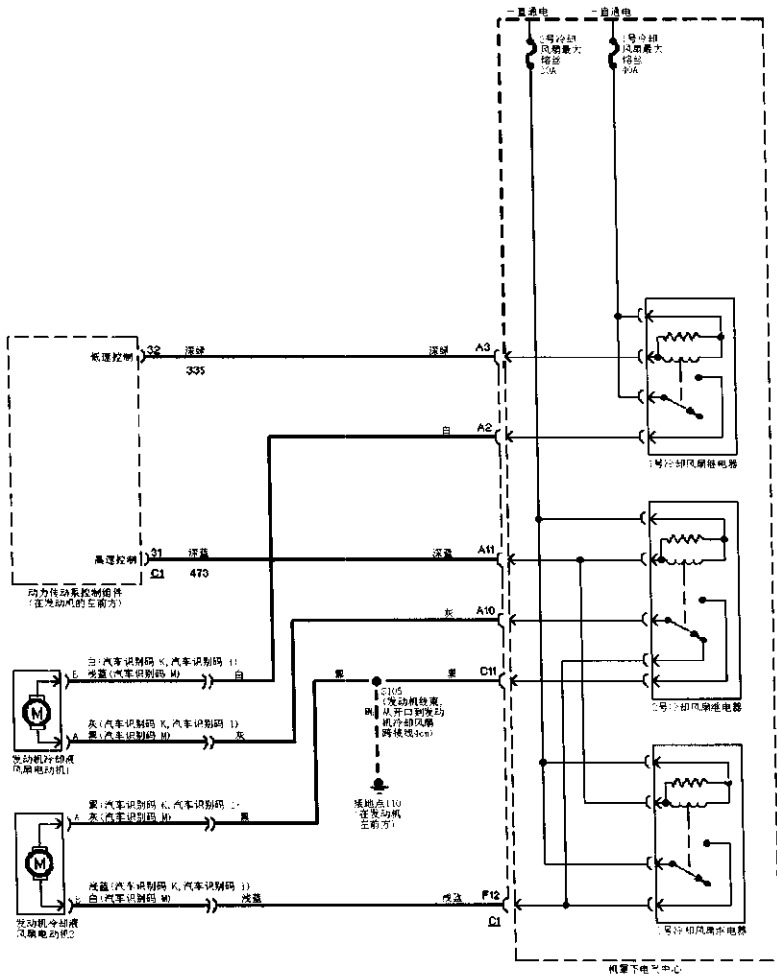 一直通电
一直通电
2号冷却
风扇最大
熔丝
1号冷却
风扇最大
熔丝
40A
低速控制
32
深绿
335
深绿
A3
白
A2
1号冷却风扇继电器
高速控制
31
C1
深蓝
473
深蓝
A11
动力传动系控制组件
(在发动机的左前方)
灰
A10
黑
黑
C11
S105
(发动机线束,
从开口到发动
机冷却风扇
跨接线4cm)
2号冷却风扇继电器
B
白(汽车识别码 K,汽车识别码 J)
浅蓝(汽车识别码 M)
白
A
灰(汽车识别码 K,汽车识别码 J)
黑(汽车识别码 M)
灰
M
发动机冷却液
风扇电动机1
接地点110
(在发动机
左前方)
A
黑(汽车识别码 K,汽车识别码 J)
灰(汽车识别码 M)
黑
M
浅蓝(汽车识别码 K,汽车识别码 J)
白(汽车识别码 M)
浅蓝
浅蓝
F12
C1
发动机冷却液
风扇电动机2
号冷却风扇继电器
机罩下电气中心